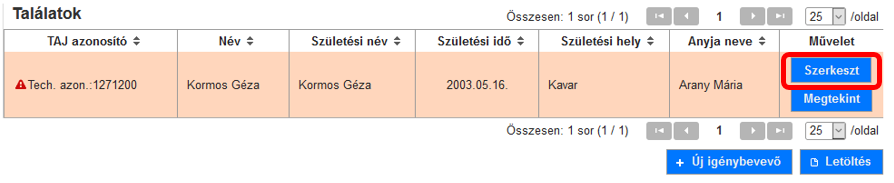 Találatok
Összesen: 1 sor (1 / 1) 1 25 /oldal
TAJ azonosító Név Születési név Születési idő Születési hely Anyja neve Művelet
Szerkeszt
Tech. azon.:1271200 Kormos Géza Kormos Géza 2003.05.16. Kavar Arany Mária
Megtekint
Összesen: 1 sor (1 / 1) 1 25 /oldal
+ Új igénybevevő Letöltés